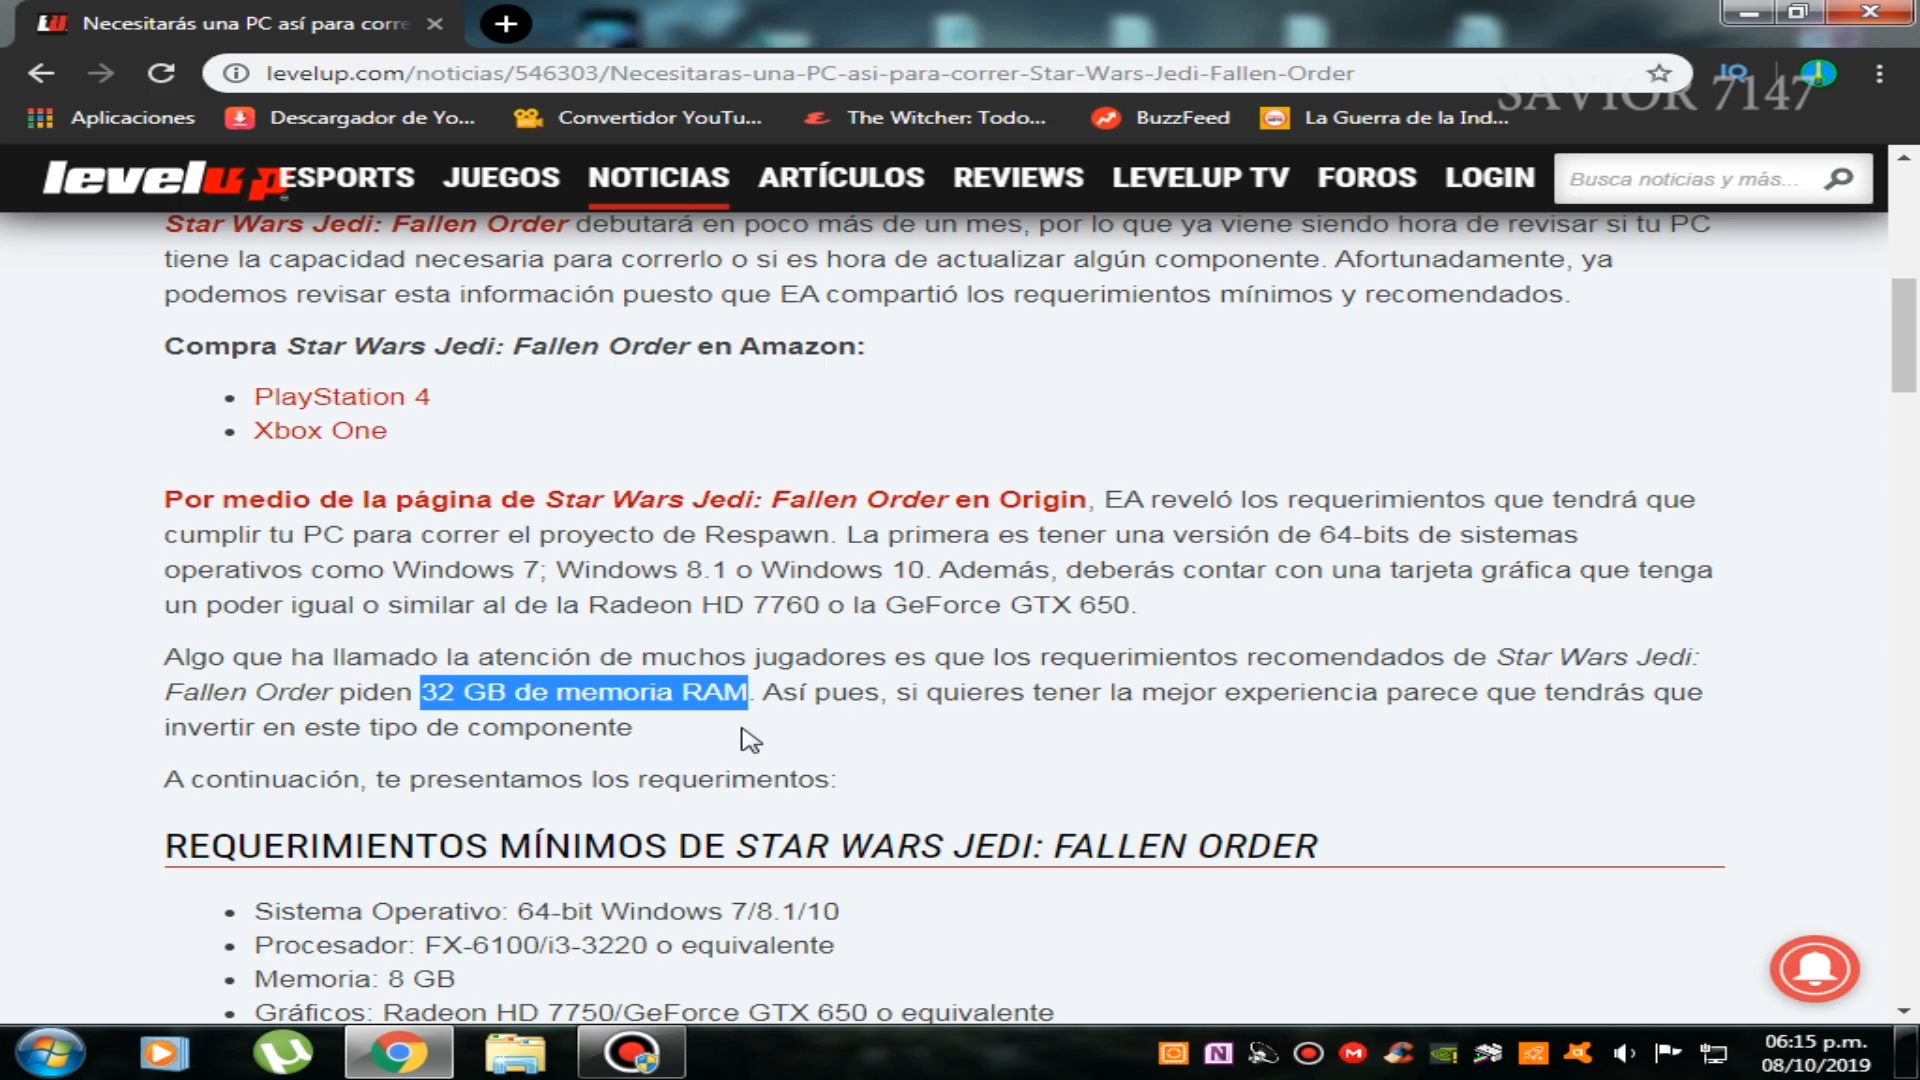 Necesitarás una PC así para corre
levelup.com/noticias/546303/Necesitaras-una-PC-asi-para-correr-Star-Wars-Jedi-Fallen-Order
SAVIOR 7147
Aplicaciones Descargador de Yo... Convertidor YouTu... The Witcher: Todo... BuzzFeed La Guerra de la Ind...
levelup ESPORTS JUEGOS NOTICIAS ARTÍCULOS REVIEWS LEVELUP TV FOROS LOGIN Busca noticias y más...
Star Wars Jedi: Fallen Order debutará en poco más de un mes, por lo que ya viene siendo hora de revisar si tu PC
tiene la capacidad necesaria para correrlo o si es hora de actualizar algún componente. Afortunadamente, ya
podemos revisar esta información puesto que EA compartió los requerimientos mínimos y recomendados.
Compra Star Wars Jedi: Fallen Order en Amazon:
PlayStation 4
Xbox One
Por medio de la página de Star Wars Jedi: Fallen Order en Origin, EA reveló los requerimientos que tendrá que
cumplir tu PC para correr el proyecto de Respawn. La primera es tener una versión de 64-bits de sistemas
operativos como Windows 7; Windows 8.1 o Windows 10. Además, deberás contar con una tarjeta gráfica que tenga
un poder igual o similar al de la Radeon HD 7760 o la GeForce GTX 650.
Algo que ha llamado la atención de muchos jugadores es que los requerimientos recomendados de Star Wars Jedi:
Fallen Order piden 32 GB de memoria RAM. Así pues, si quieres tener la mejor experiencia parece que tendrás que
invertir en este tipo de componente
A continuación, te presentamos los requerimientos:
REQUERIMIENTOS MÍNIMOS DE STAR WARS JEDI: FALLEN ORDER
Sistema Operativo: 64-bit Windows 7/8.1/10
Procesador: FX-6100/i3-3220 o equivalente
Memoria: 8 GB
Gráficos: Radeon HD 7750/GeForce GTX 650 o equivalente
06:15 p.m.
08/10/2019